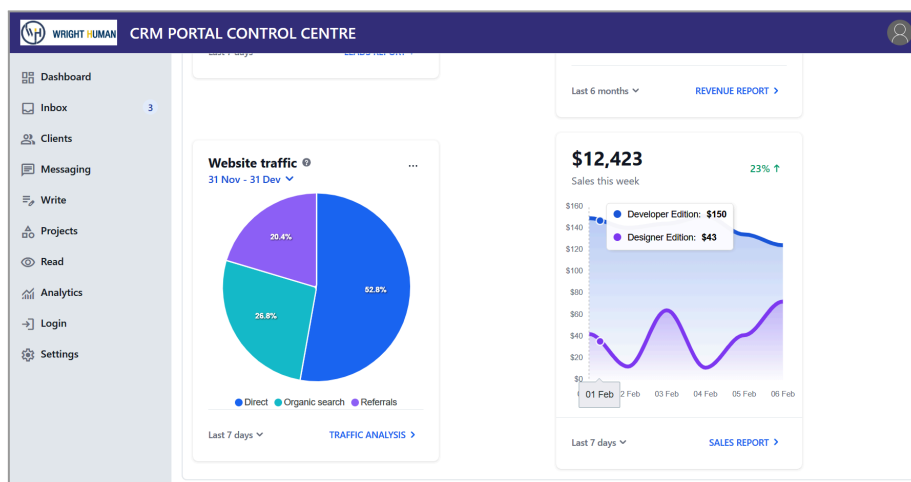 WRIGHT HUMAN CRM PORTAL CONTROL CENTRE
Dashboard
Inbox 3
Clients
Messaging
Write
Projects
Read
Analytics
Login
Settings
Last 6 months REVENUE REPORT
Website traffic ...
31 Nov - 31 Dev
20.4%
52.8%
26.8%
Direct Organic search Referrals
Last 7 days TRAFFIC ANALYSIS
$12,423
23%
Sales this week
$160
$140
$120
$100
$80
$60
$40
$20
$0
Developer Edition: $150
Designer Edition: $43
01 Feb 2 Feb 03 Feb 04 Feb 05 Feb 06 Feb
Last 7 days SALES REPORT